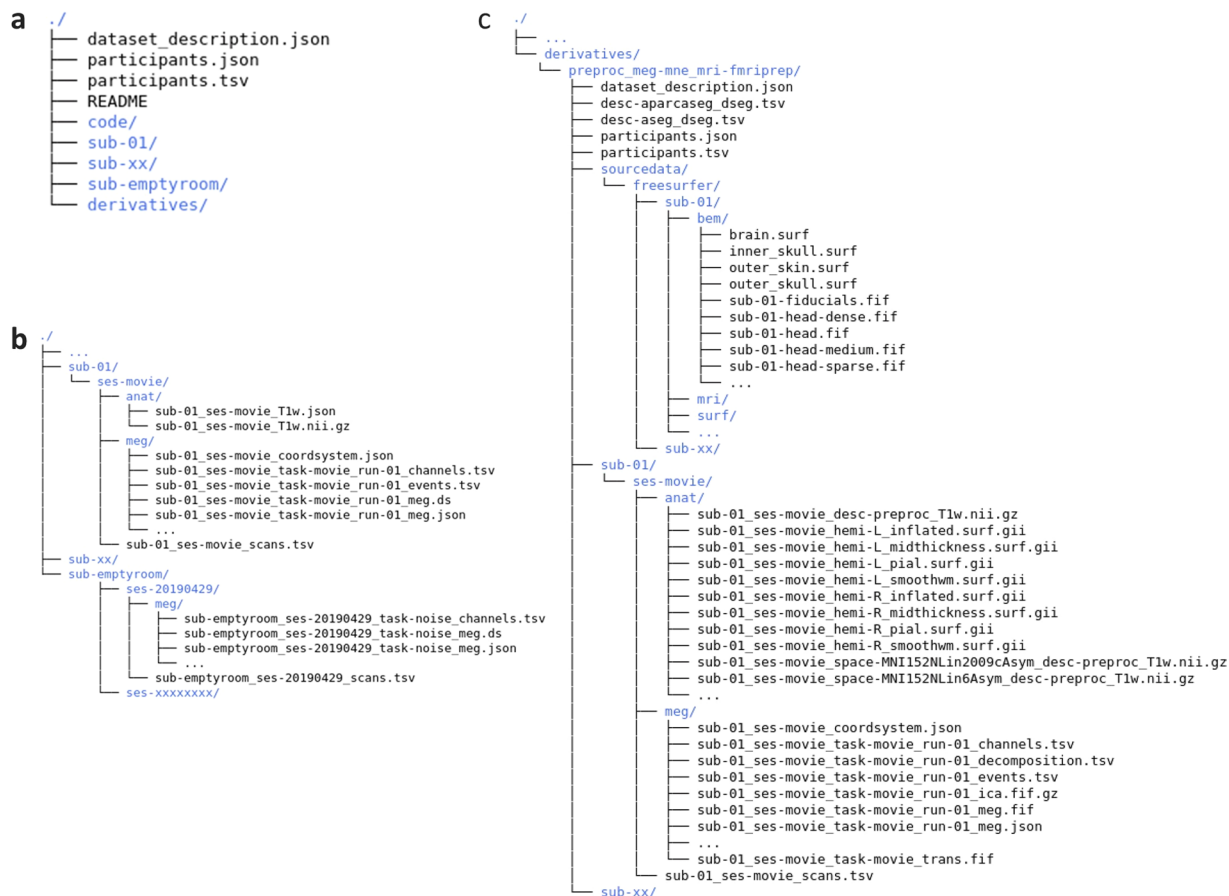 a
./
├── dataset_description.json
├── participants.json
├── participants.tsv
├── README
├── code/
├── sub-01/
├── sub-xx/
├── sub-emptyroom/
└── derivatives/
b
./
├── ...
├── sub-01/
│   └── ses-movie/
│       ├── anat/
│       │   ├── sub-01_ses-movie_T1w.json
│       │   └── sub-01_ses-movie_T1w.nii.gz
│       ├── meg/
│       │   ├── sub-01_ses-movie_coordsystem.json
│       │   ├── sub-01_ses-movie_task-movie_run-01_channels.tsv
│       │   ├── sub-01_ses-movie_task-movie_run-01_events.tsv
│       │   ├── sub-01_ses-movie_task-movie_run-01_meg.ds
│       │   ├── sub-01_ses-movie_task-movie_run-01_meg.json
│       │   └── ...
│       └── sub-01_ses-movie_scans.tsv
├── sub-xx/
└── sub-emptyroom/
    ├── ses-20190429/
    │   ├── meg/
    │   │   ├── sub-emptyroom_ses-20190429_task-noise_channels.tsv
    │   │   ├── sub-emptyroom_ses-20190429_task-noise_meg.ds
    │   │   ├── sub-emptyroom_ses-20190429_task-noise_meg.json
    │   │   └── ...
    │   └── sub-emptyroom_ses-20190429_scans.tsv
    └── ses-xxxxxxxx/
c
./
├── ...
└── derivatives/
    └── preproc_meg-mne_mri-fmriprep/
        ├── dataset_description.json
        ├── desc-aparcaseg_dseg.tsv
        ├── desc-aseg_dseg.tsv
        ├── participants.json
        ├── participants.tsv
        ├── sourcedata/
        │   └── freesurfer/
        │       ├── sub-01/
        │       │   ├── bem/
        │       │   │   ├── brain.surf
        │       │   │   ├── inner_skull.surf
        │       │   │   ├── outer_skin.surf
        │       │   │   ├── outer_skull.surf
        │       │   │   ├── sub-01-fiducials.fif
        │       │   │   ├── sub-01-head-dense.fif
        │       │   │   ├── sub-01-head.fif
        │       │   │   ├── sub-01-head-medium.fif
        │       │   │   ├── sub-01-head-sparse.fif
        │       │   │   └── ...
        │       │   ├── mri/
        │       │   ├── surf/
        │       │   └── ...
        │       └── sub-xx/
        ├── sub-01/
        │   └── ses-movie/
        │       ├── anat/
        │       │   ├── sub-01_ses-movie_desc-preproc_T1w.nii.gz
        │       │   ├── sub-01_ses-movie_hemi-L_inflated.surf.gii
        │       │   ├── sub-01_ses-movie_hemi-L_midthickness.surf.gii
        │       │   ├── sub-01_ses-movie_hemi-L_pial.surf.gii
        │       │   ├── sub-01_ses-movie_hemi-L_smoothwm.surf.gii
        │       │   ├── sub-01_ses-movie_hemi-R_inflated.surf.gii
        │       │   ├── sub-01_ses-movie_hemi-R_midthickness.surf.gii
        │       │   ├── sub-01_ses-movie_hemi-R_pial.surf.gii
        │       │   ├── sub-01_ses-movie_hemi-R_smoothwm.surf.gii
        │       │   ├── sub-01_ses-movie_space-MNI152NLin2009cAsym_desc-preproc_T1w.nii.gz
        │       │   ├── sub-01_ses-movie_space-MNI152NLin6Asym_desc-preproc_T1w.nii.gz
        │       │   └── ...
        │       ├── meg/
        │       │   ├── sub-01_ses-movie_coordsystem.json
        │       │   ├── sub-01_ses-movie_task-movie_run-01_channels.tsv
        │       │   ├── sub-01_ses-movie_task-movie_run-01_decomposition.tsv
        │       │   ├── sub-01_ses-movie_task-movie_run-01_events.tsv
        │       │   ├── sub-01_ses-movie_task-movie_run-01_ica.fif.gz
        │       │   ├── sub-01_ses-movie_task-movie_run-01_meg.fif
        │       │   ├── sub-01_ses-movie_task-movie_run-01_meg.json
        │       │   ├── ...
        │       │   └── sub-01_ses-movie_task-movie_trans.fif
        │       └── sub-01_ses-movie_scans.tsv
        └── sub-xx/